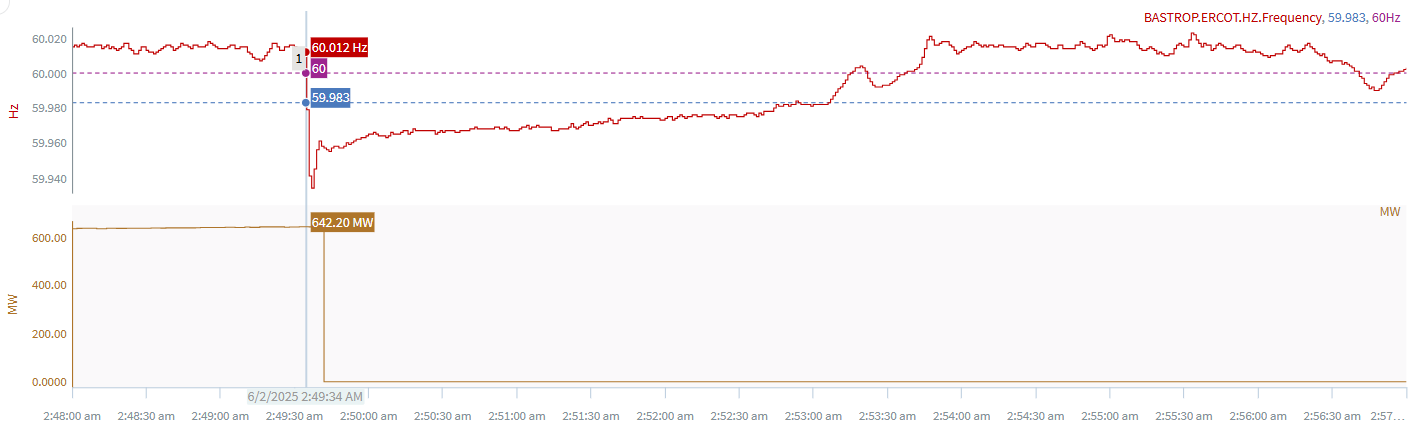 BASTROP.ERCOT.HZ.Frequency, 59.983, 60Hz
60.020
60.000
59.980
59.960
59.940
Hz
60.012 Hz
1
60
59.983
MW
642.20 MW
600.00
400.00
200.00
0.0000
MW
6/2/2025 2:49:34 AM
2:48:00 am 2:48:30 am 2:49:00 am 2:49:30 am 2:50:00 am 2:50:30 am 2:51:00 am 2:51:30 am 2:52:00 am 2:52:30 am 2:53:00 am 2:53:30 am 2:54:00 am 2:54:30 am 2:55:00 am 2:55:30 am 2:56:00 am 2:56:30 am 2:57...